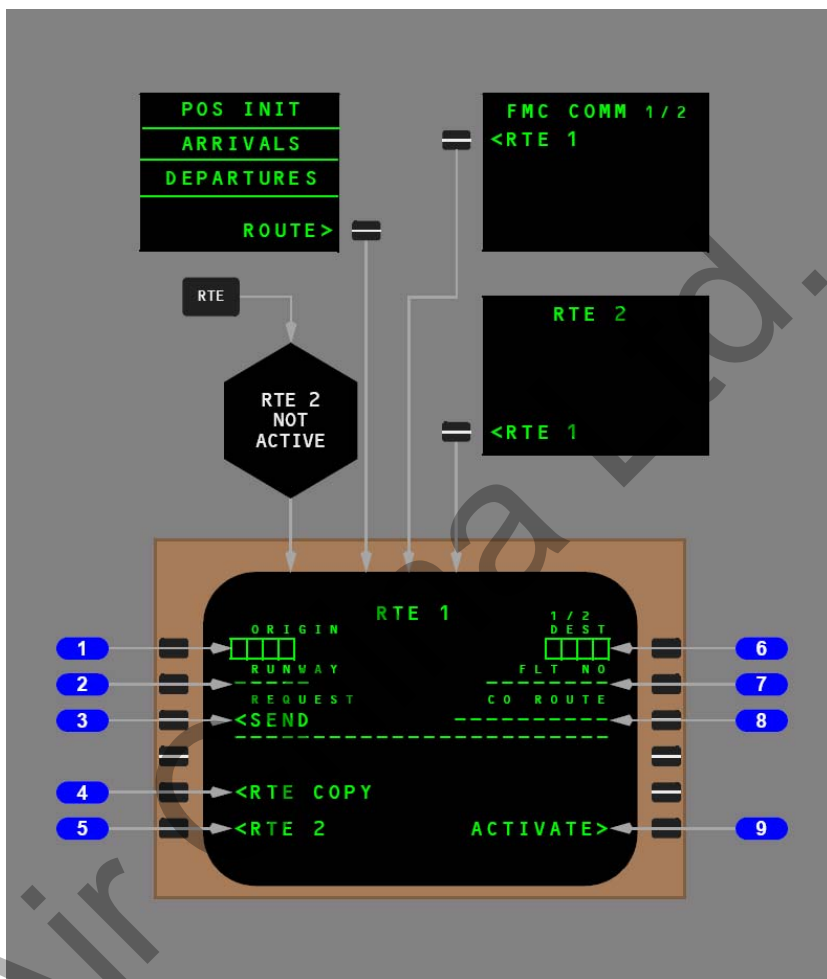 POS INIT
ARRIVALS
DEPARTURES
ROUTE>
FMC COMM 1/2
<RTE 1
RTE
RTE 2
NOT
ACTIVE
RTE 2
<RTE 1
RTE 1
1/2
ORIGIN
DEST
1
6
RUNWAY
FLT NO
2
7
REQUEST
CO ROUTE
3
<SEND
8
4
<RTE COPY
5
<RTE 2
ACTIVATE>
9